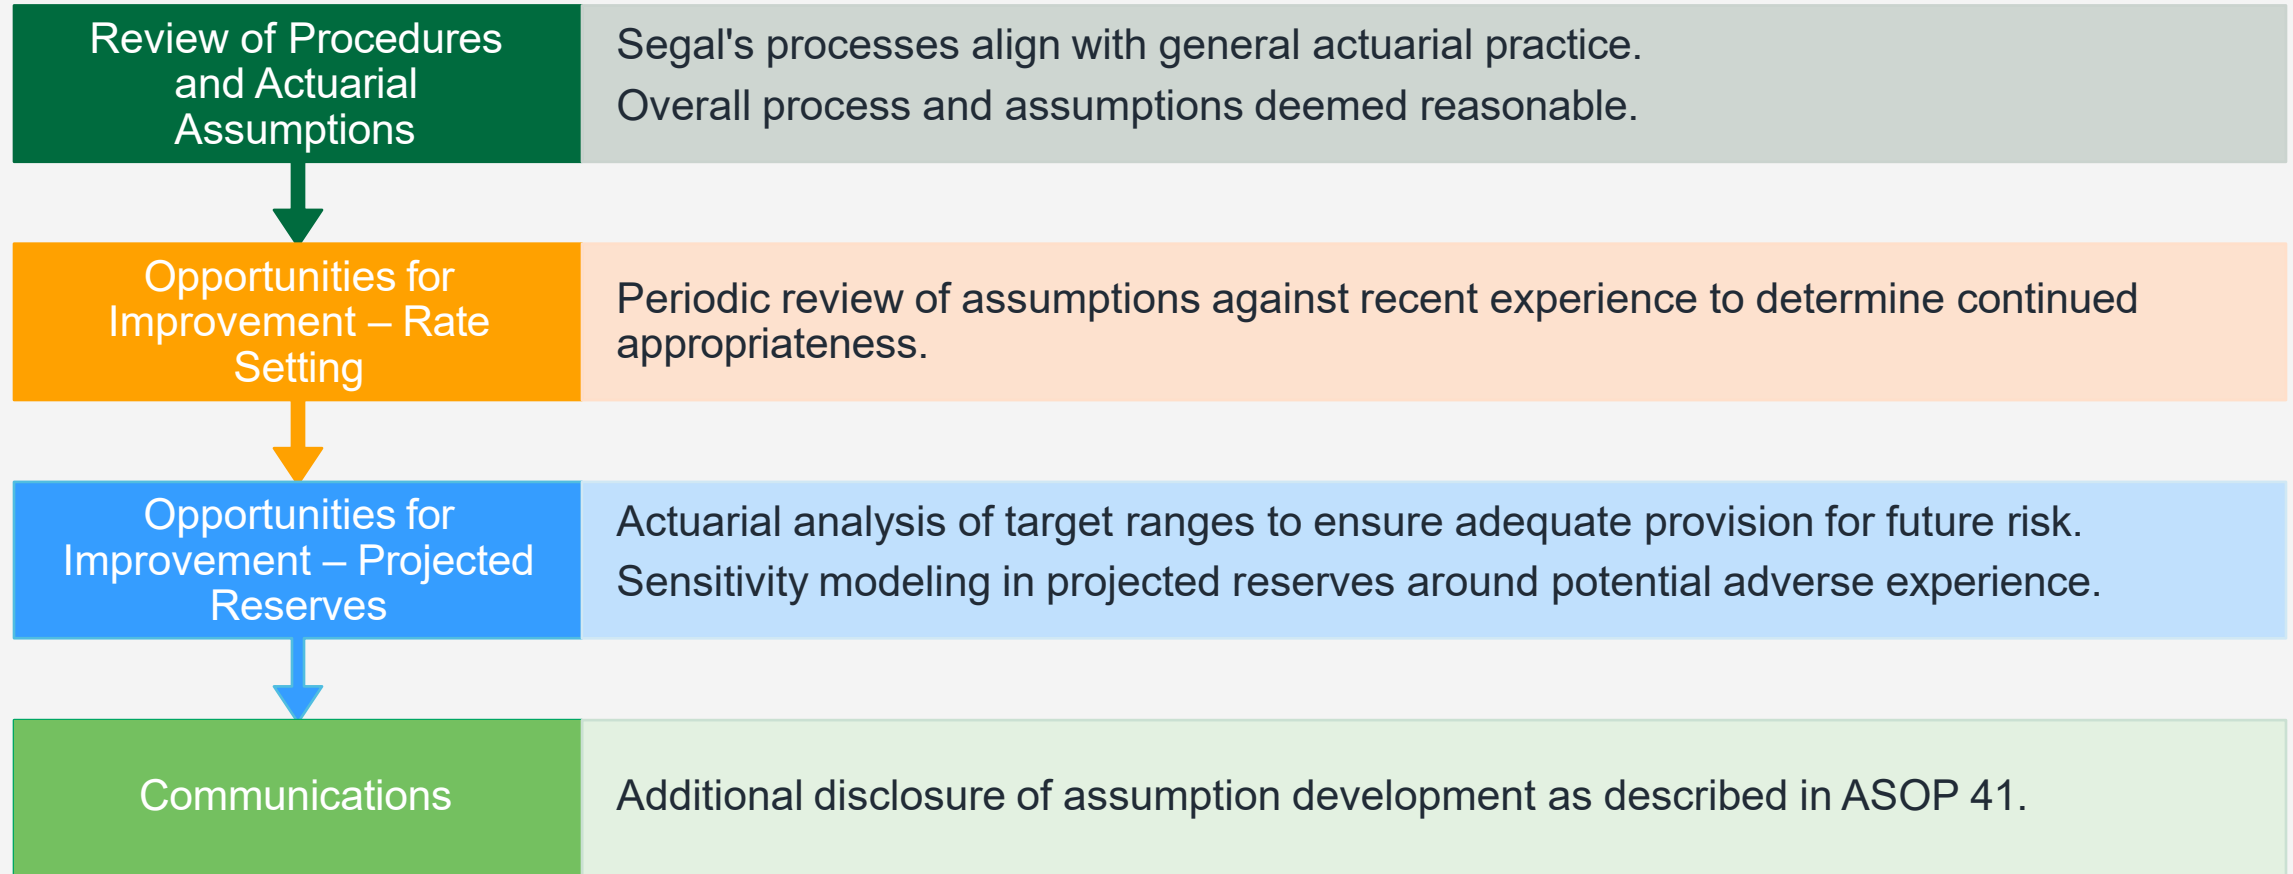 Review of Procedures
and Actuarial
Assumptions
Segal's processes align with general actuarial practice.
Overall process and assumptions deemed reasonable.
Opportunities for
Improvement – Rate
Setting
Periodic review of assumptions against recent experience to determine continued
appropriateness.
Opportunities for
Improvement – Projected
Reserves
Actuarial analysis of target ranges to ensure adequate provision for future risk.
Sensitivity modeling in projected reserves around potential adverse experience.
Communications
Additional disclosure of assumption development as described in ASOP 41.